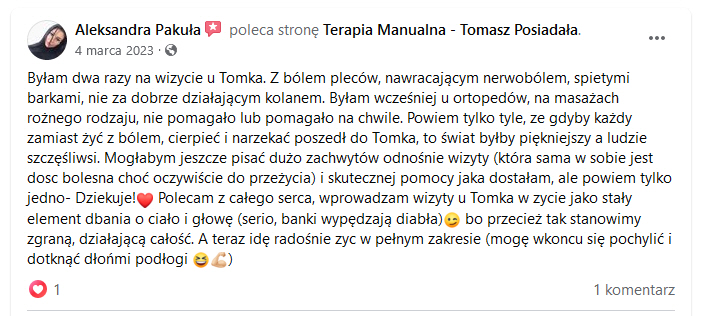 Aleksandra Pakuła poleca stronę Terapia Manualna - Tomasz Posiadała.
4 marca 2023 ·
Byłam dwa razy na wizycie u Tomka. Z bólem pleców, nawracającym nerwobólem, spietymi
barkami, nie za dobrze działającym kolanem. Byłam wcześniej u ortopedów, na masażach
rożnego rodzaju, nie pomagało lub pomagało na chwile. Powiem tylko tyle, ze gdyby każdy
zamiast żyć z bólem, cierpieć i narzekać poszedł do Tomka, to świat byłby piękniejszy a ludzie
szczęśliwsi. Mogłabym jeszcze pisać dużo zachwytów odnośnie wizyty (która sama w sobie jest
dosc bolesna choć oczywiście do przeżycia) i skutecznej pomocy jaka dostałam, ale powiem tylko
jedno- Dziekuje!❤️ Polecam z całego serca, wprowadzam wizyty u Tomka w zycie jako stały
element dbania o ciało i głowę (serio, banki wypędzają diabła)😉 bo przecież tak stanowimy
zgraną, działającą całość. A teraz idę radośnie zyc w pełnym zakresie (mogę wkoncu się pochylić i
dotknąć dłońmi podłogi 😆💪🏻)
1 1 komentarz